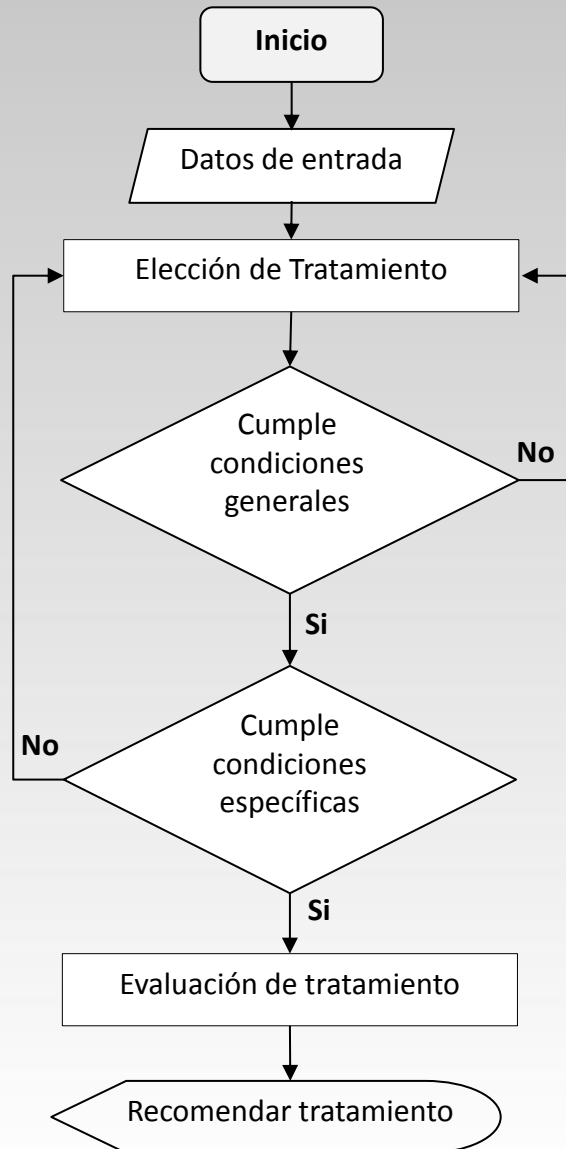 Inicio
Datos de entrada
Elección de Tratamiento
Cumple
condiciones
generales
No
Si
Cumple
condiciones
específicas
No
Si
Evaluación de tratamiento
Recomendar tratamiento